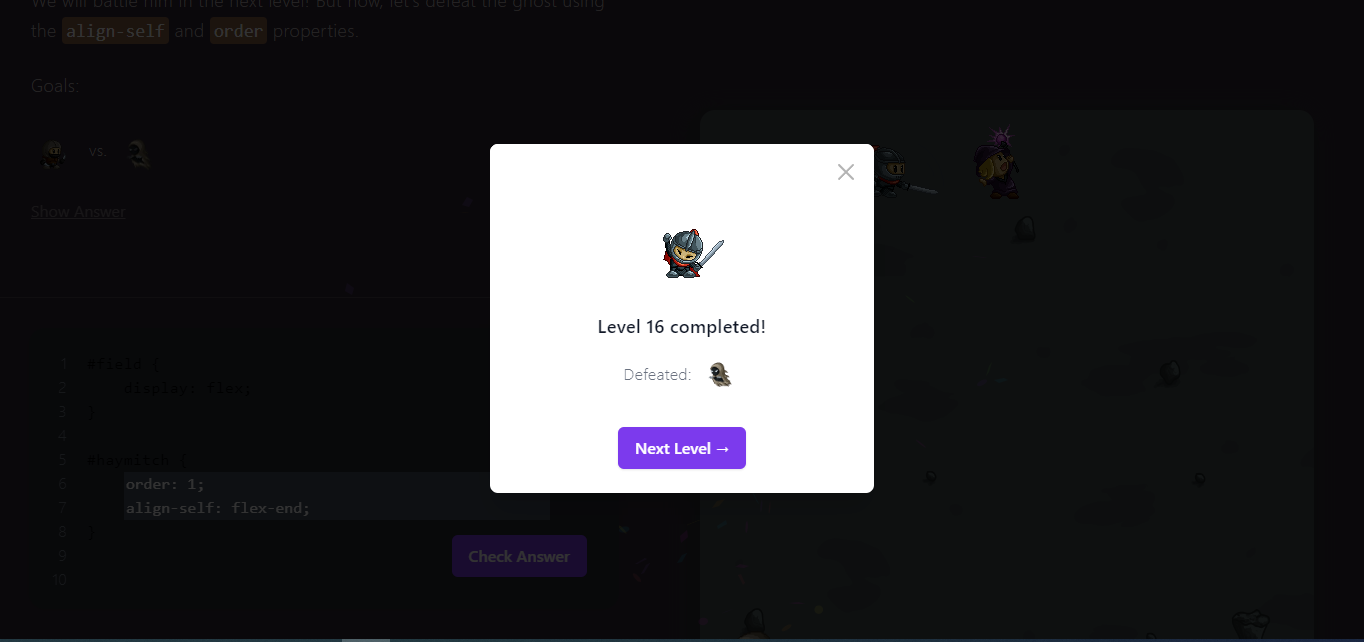 We will battle him in the next level! But now, let's defeat the ghost using
the align-self and order properties.
Goals:
vs.
Show Answer
1 #field {
2 display: flex;
3 }
4
5 #haymitch {
6 order: 1;
7 align-self: flex-end;
8 }
9
10
Check Answer
Level 16 completed!
Defeated:
Next Level →